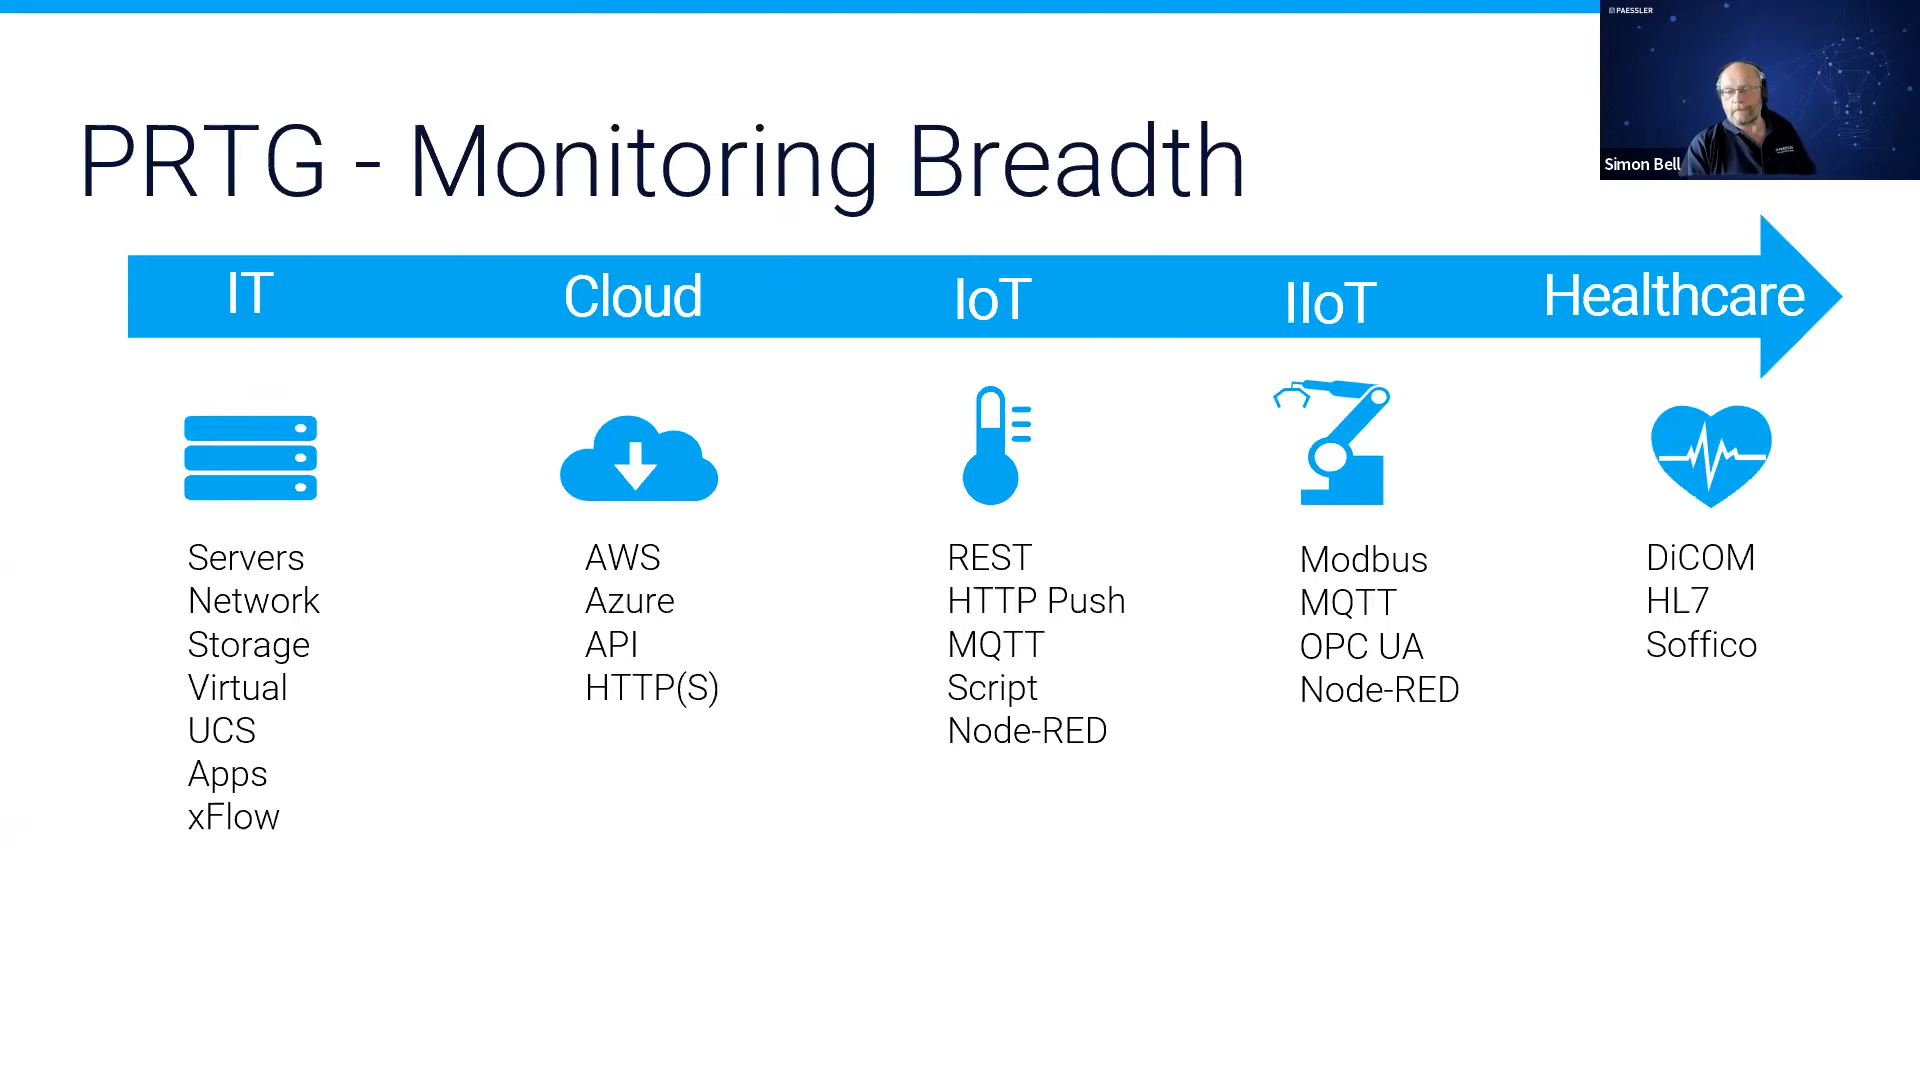 PAESSLER
Simon Bell
PRTG - Monitoring Breadth
IT
Cloud
IoT
IIoT
Healthcare
Servers
Network
Storage
Virtual
UCS
Apps
xFlow
AWS
Azure
API
HTTP(S)
REST
HTTP Push
MQTT
Script
Node-RED
Modbus
MQTT
OPC UA
Node-RED
DiCOM
HL7
Soffico